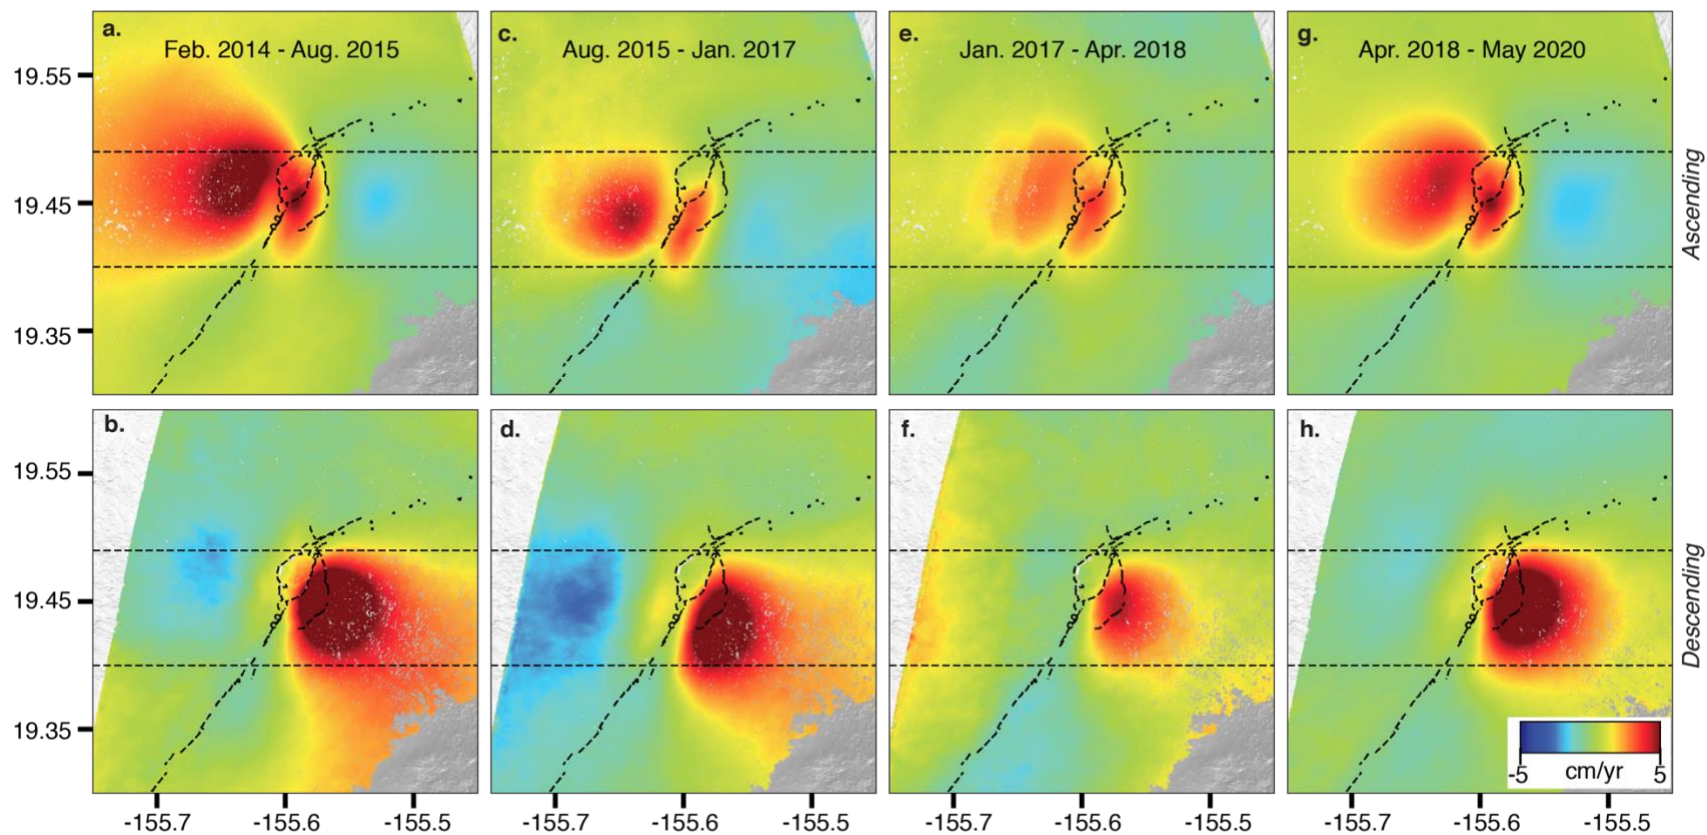 a.
Feb. 2014 - Aug. 2015
c.
Aug. 2015 - Jan. 2017
e.
Jan. 2017 - Apr. 2018
g.
Apr. 2018 - May 2020
19.55
19.45
19.35
Ascending
b.
d.
f.
h.
19.55
19.45
19.35
Descending
-5
cm/yr
5
-155.7
-155.6
-155.5
-155.7
-155.6
-155.5
-155.7
-155.6
-155.5
-155.7
-155.6
-155.5